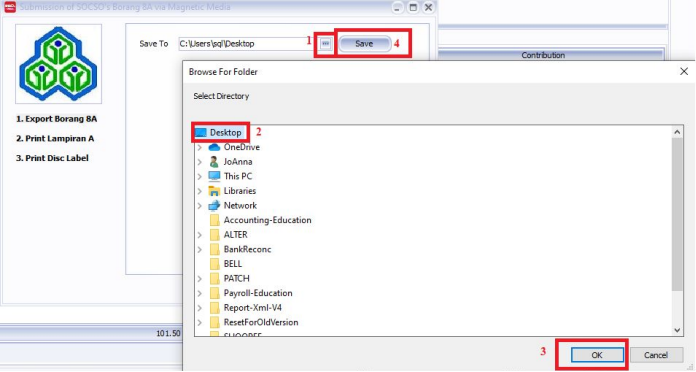 Submission of SOCSO's Borang 8A via Magnetic Media
Save To C:\Users\sql\Desktop 1 ... Save 4
Contribution
Browse For Folder
Select Directory
1. Export Borang 8A
2. Print Lampiran A
3. Print Disc Label
Desktop 2
OneDrive
JoAnna
This PC
Libraries
Network
Accounting-Education
ALTER
BankReconc
BELL
PATCH
Payroll-Education
Report-Xml-V4
ResetForOldVersion
101.50
3 OK Cancel